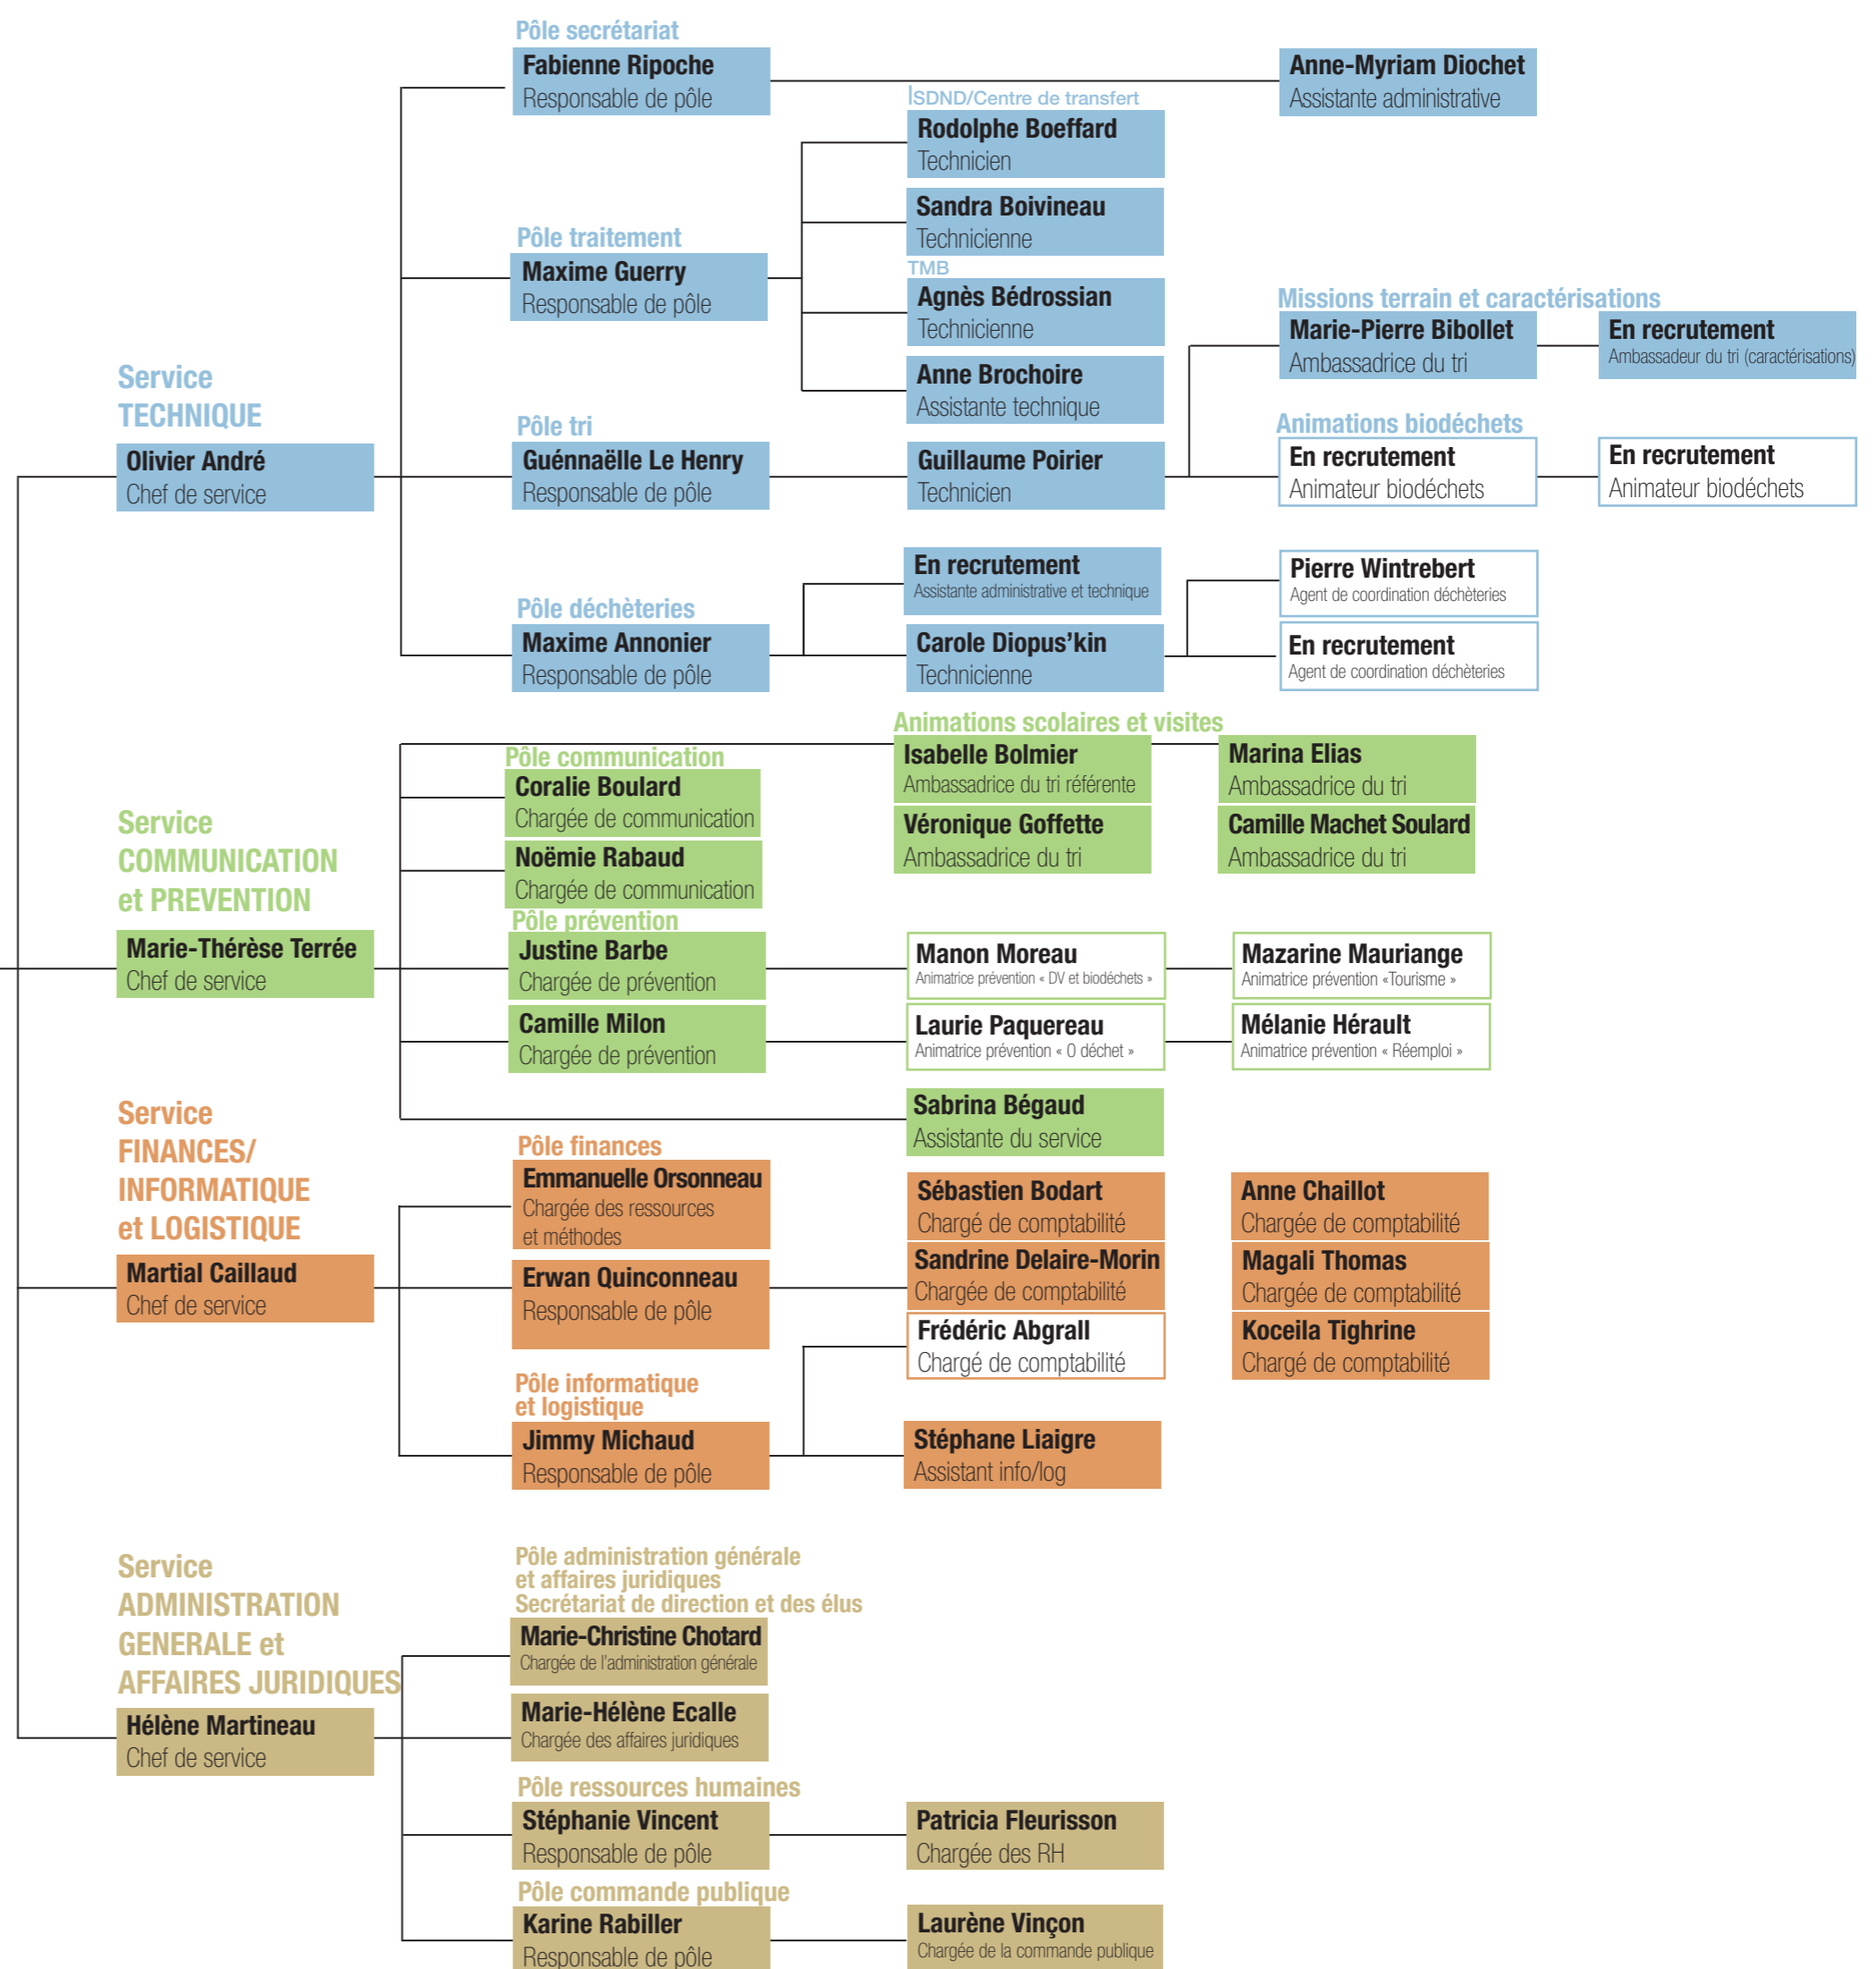 Pôle secrétariat
Fabienne Ripoche
Responsable de pôle
Anne-Myriam Diochet
Assistante administrative
ISDND/Centre de transfert
Rodolphe Boeffard
Technicien
Sandra Boivineau
Technicienne
Pôle traitement
Maxime Guerry
Responsable de pôle
TMB
Agnès Bédrossian
Technicienne
Anne Brochoire
Assistante technique
Missions terrain et caractérisations
Marie-Pierre Bibollet
Ambassadrice du tri
En recrutement
Ambassadeur du tri (caractérisations)
Service
TECHNIQUE
Olivier André
Chef de service
Pôle tri
Guénnaëlle Le Henry
Responsable de pôle
Guillaume Poirier
Technicien
Animations biodéchets
En recrutement
Animateur biodéchets
En recrutement
Animateur biodéchets
Pôle déchèteries
Maxime Annonier
Responsable de pôle
En recrutement
Assistante administrative et technique
Carole Diopus'kin
Technicienne
Pierre Wintrebert
Agent de coordination déchèteries
En recrutement
Agent de coordination déchèteries
Animations scolaires et visites
Isabelle Bolmier
Ambassadrice du tri référente
Marina Elias
Ambassadrice du tri
Véronique Goffette
Ambassadrice du tri
Camille Machet Soulard
Ambassadrice du tri
Pôle communication
Coralie Boulard
Chargée de communication
Noëmie Rabaud
Chargée de communication
Service
COMMUNICATION
et PREVENTION
Marie-Thérèse Terrée
Chef de service
Pôle prévention
Justine Barbe
Chargée de prévention
Manon Moreau
Animatrice prévention « DV et biodéchets »
Mazarine Mauriange
Animatrice prévention «Tourisme »
Camille Milon
Chargée de prévention
Laurie Paquereau
Animatrice prévention « O déchet »
Mélanie Hérault
Animatrice prévention « Réemploi »
Sabrina Bégaud
Assistante du service
Service
FINANCES/
INFORMATIQUE
et LOGISTIQUE
Martial Caillaud
Chef de service
Pôle finances
Emmanuelle Orsonneau
Chargée des ressources
et méthodes
Erwan Quinconneau
Responsable de pôle
Sébastien Bodart
Chargé de comptabilité
Anne Chaillot
Chargée de comptabilité
Sandrine Delaire-Morin
Chargée de comptabilité
Magali Thomas
Chargée de comptabilité
Frédéric Abgrall
Chargé de comptabilité
Koceila Tighrine
Chargé de comptabilité
Pôle informatique
et logistique
Jimmy Michaud
Responsable de pôle
Stéphane Liaigre
Assistant info/log
Service
ADMINISTRATION
GENERALE et
AFFAIRES JURIDIQUES
Hélène Martineau
Chef de service
Pôle administration générale
et affaires juridiques
Secrétariat de direction et des élus
Marie-Christine Chotard
Chargée de l'administration générale
Marie-Hélène Ecalle
Chargée des affaires juridiques
Pôle ressources humaines
Stéphanie Vincent
Responsable de pôle
Patricia Fleurisson
Chargée des RH
Pôle commande publique
Karine Rabiller
Responsable de pôle
Laurène Vinçon
Chargée de la commande publique